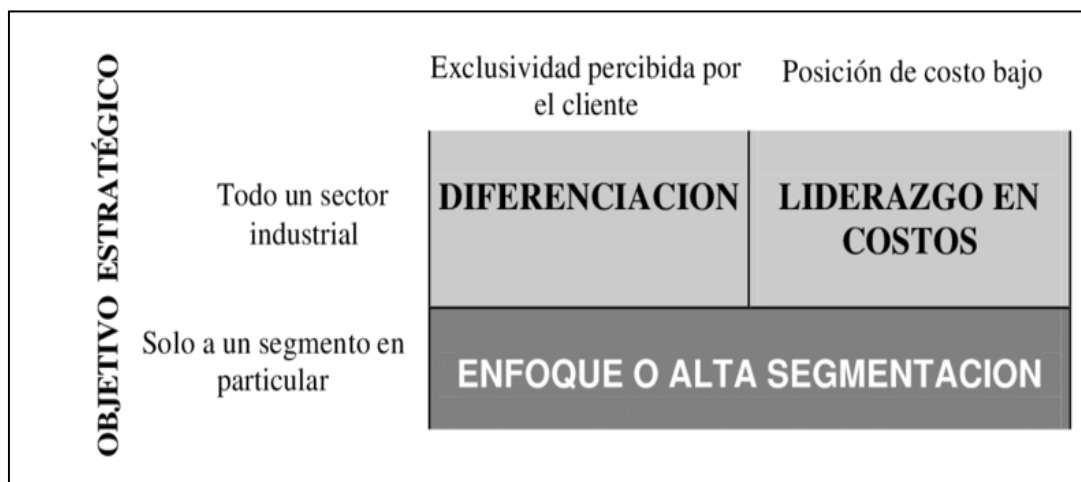 OBJETIVO ESTRATÉGICO
Exclusividad percibida por
el cliente
Posición de costo bajo
Todo un sector
industrial
DIFERENCIACION
LIDERAZGO EN
COSTOS
Solo a un segmento en
particular
ENFOQUE O ALTA SEGMENTACION